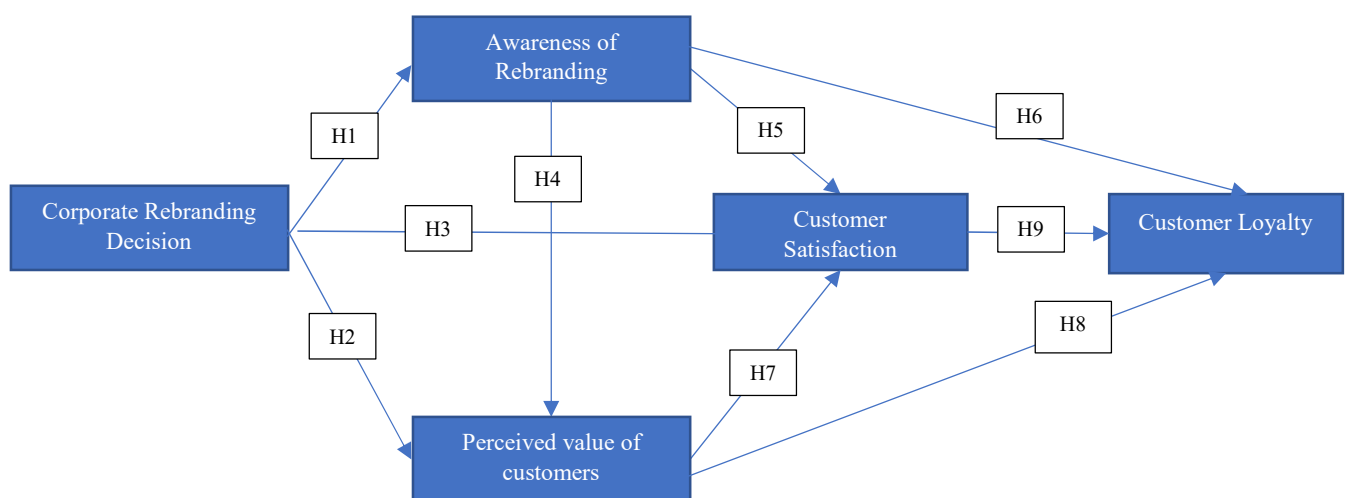 Awareness of
Rebranding
H1
H5
H6
H4
Corporate Rebranding
Decision
H3
Customer
Satisfaction
H9
Customer Loyalty
H2
H7
H8
Perceived value of
customers